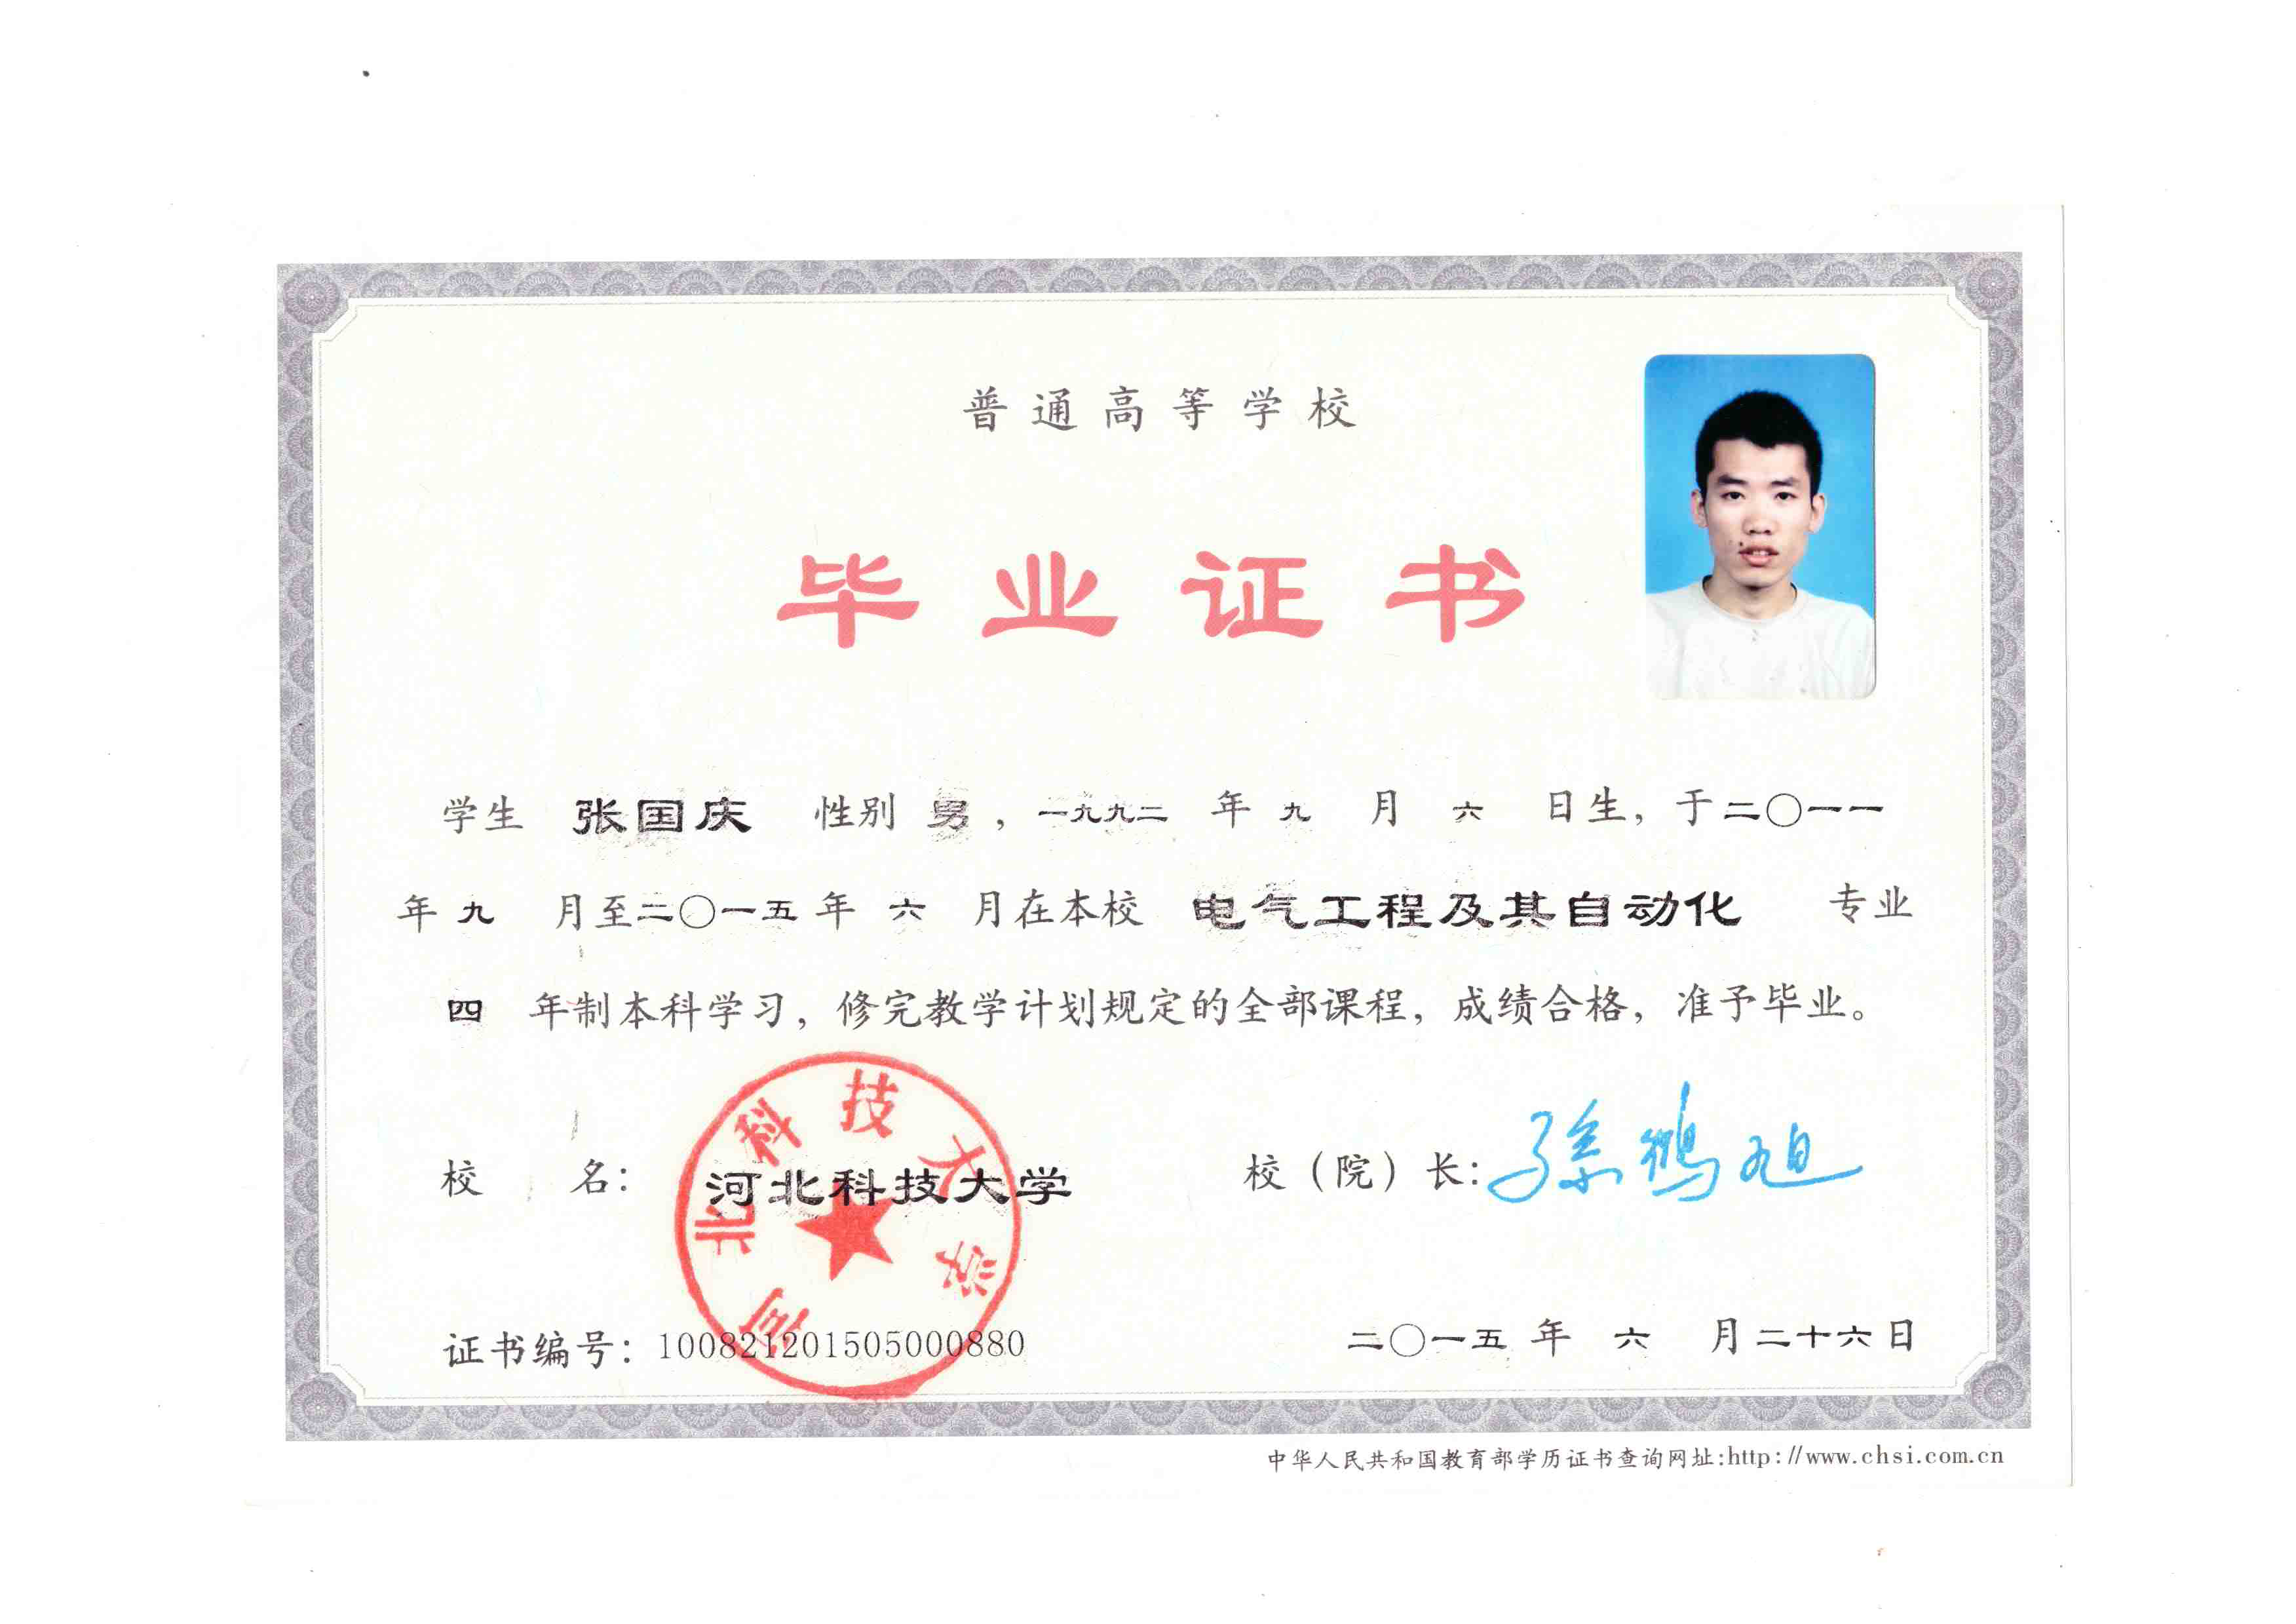 普通高等学校
毕业证书
学生 张国庆 性别 男，一九九二 年 九 月 六 日生，于二〇一一
年 九 月至二〇一五 年 六 月在本校 电气工程及其自动化 专业
四 年制本科学习，修完教学计划规定的全部课程，成绩合格，准予毕业。
校 名： 河北科技大学 校（院）长：孙鹤旭
河北科技大学
证书编号：100821201505000880 二〇一五 年 六 月二十六日
中华人民共和国教育部学历证书查询网址:http://www.chsi.com.cn